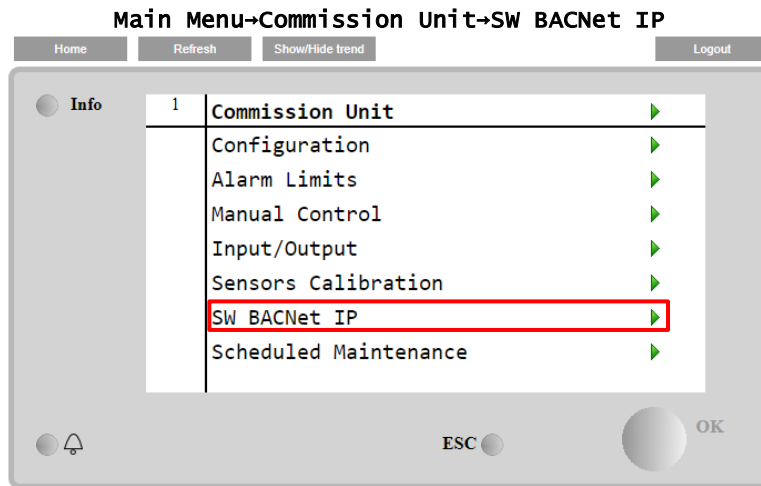 Main Menu→Commission Unit→SW BACNet IP
Home Refresh Show/Hide trend Logout
Info 1 Commission Unit
Configuration
Alarm Limits
Manual Control
Input/Output
Sensors Calibration
SW BACNet IP
Scheduled Maintenance
OK
ESC